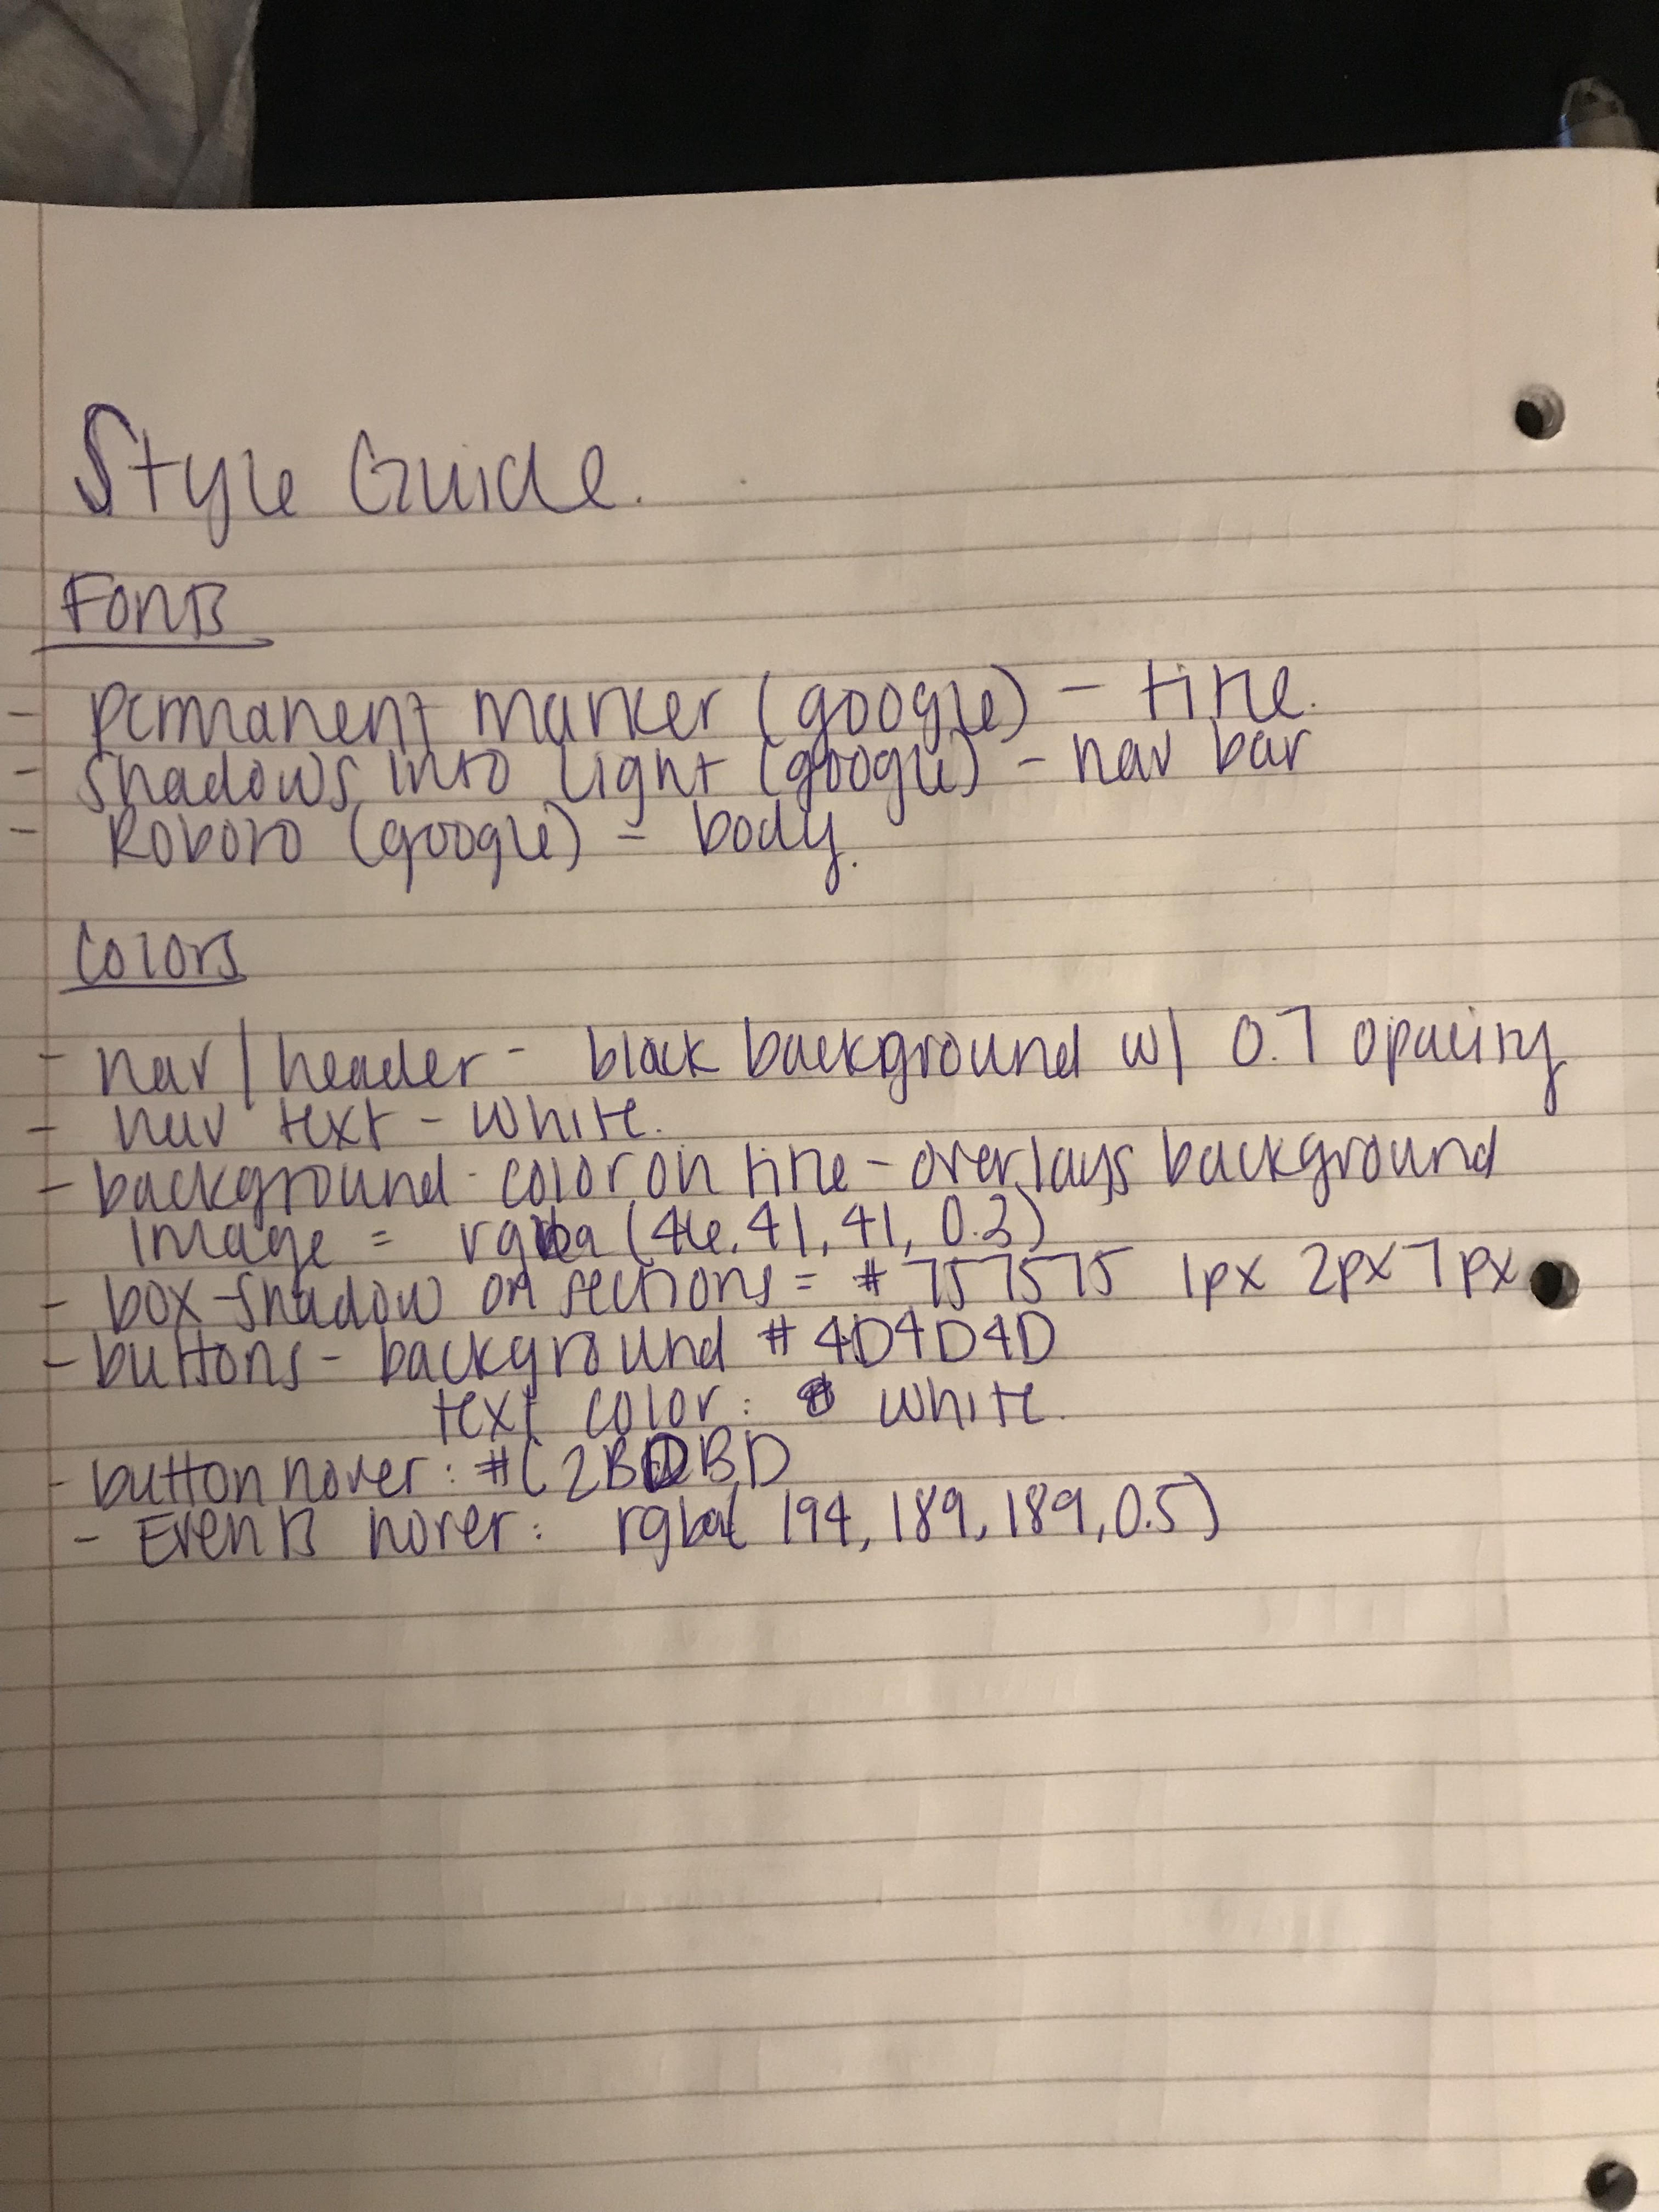 Style Guide.
Fonts
- permanent marker (google) - title.
- shadows into light (google) - nav bar
- Roboto (google) - body.
Colors
- nav/header - black background w/ 0.7 opacity
- nav text - white.
- background-color on title - overlays background
image = rgba (46, 41, 41, 0.3)
- box-shadow on sections = #757575 1px 2px 7px
- buttons - background #4D4D4D
text color: white.
- button hover: #C2BDBD
- Events hover: rgba( 194, 189, 189, 0.5)